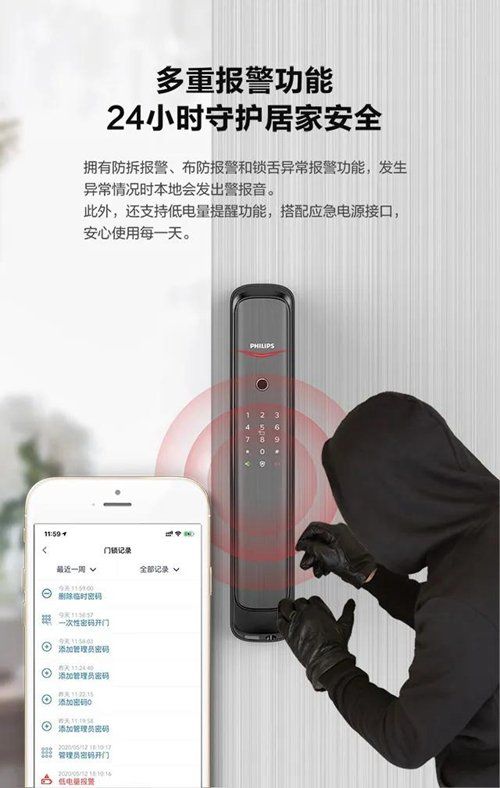 多重报警功能
24小时守护居家安全
拥有防拆报警、布防报警和锁舌异常报警功能，发生
异常情况时本地会发出警报音。
此外，还支持低电量提醒功能，搭配应急电源接口，
安心使用每一天。
PHILIPS
1 2 3
4 5 6
7 8 9
* 0
11:59
门锁记录
最近一周
全部记录
今天 11:59:00
删除临时密码
今天 11:56:57
一次性密码开门
今天 11:56:03
添加管理员密码
昨天 11:24:40
添加管理员密码
昨天 11:22:15
添加密码0
昨天 11:19:58
添加管理员密码
2020/05/12 18:10:17
管理员密码开门
2020/05/12 18:10:16
低电量报警